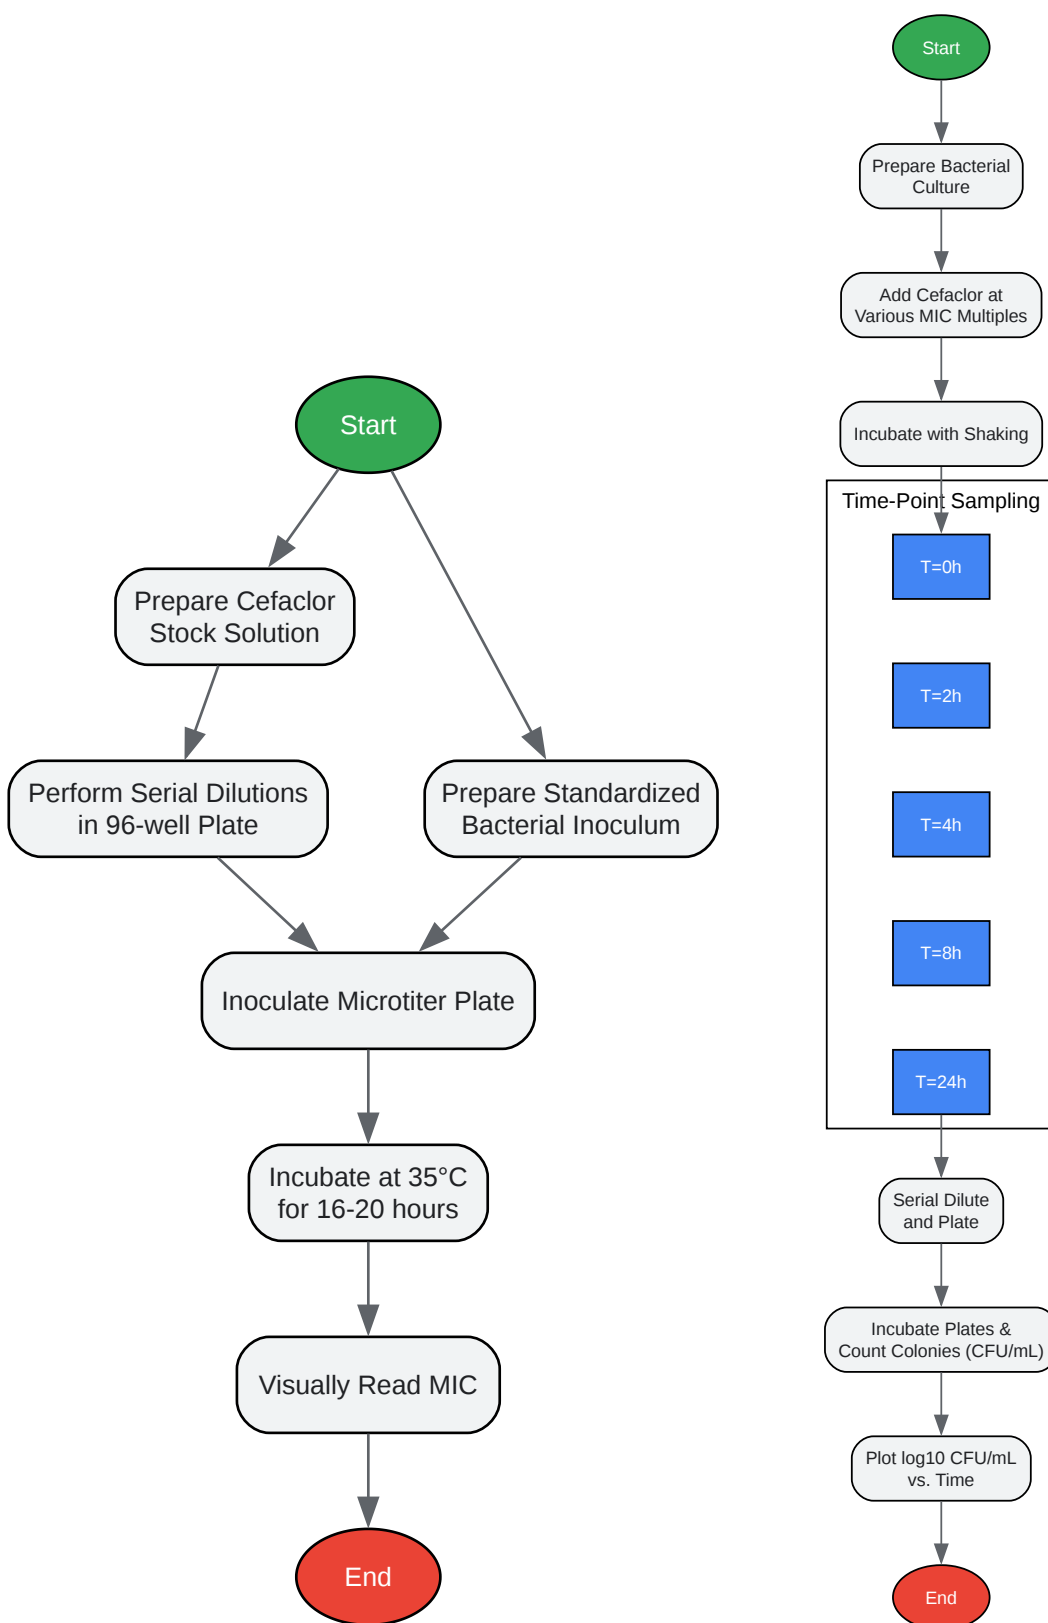 Start
Prepare Cefaclor
Stock Solution
Perform Serial Dilutions
in 96-well Plate
Prepare Standardized
Bacterial Inoculum
Inoculate Microtiter Plate
Incubate at 35°C
for 16-20 hours
Visually Read MIC
End
Start
Prepare Bacterial
Culture
Add Cefaclor at
Various MIC Multiples
Incubate with Shaking
Time-Point Sampling
T=0h
T=2h
T=4h
T=8h
T=24h
Serial Dilute
and Plate
Incubate Plates &
Count Colonies (CFU/mL)
Plot log10 CFU/mL
vs. Time
End